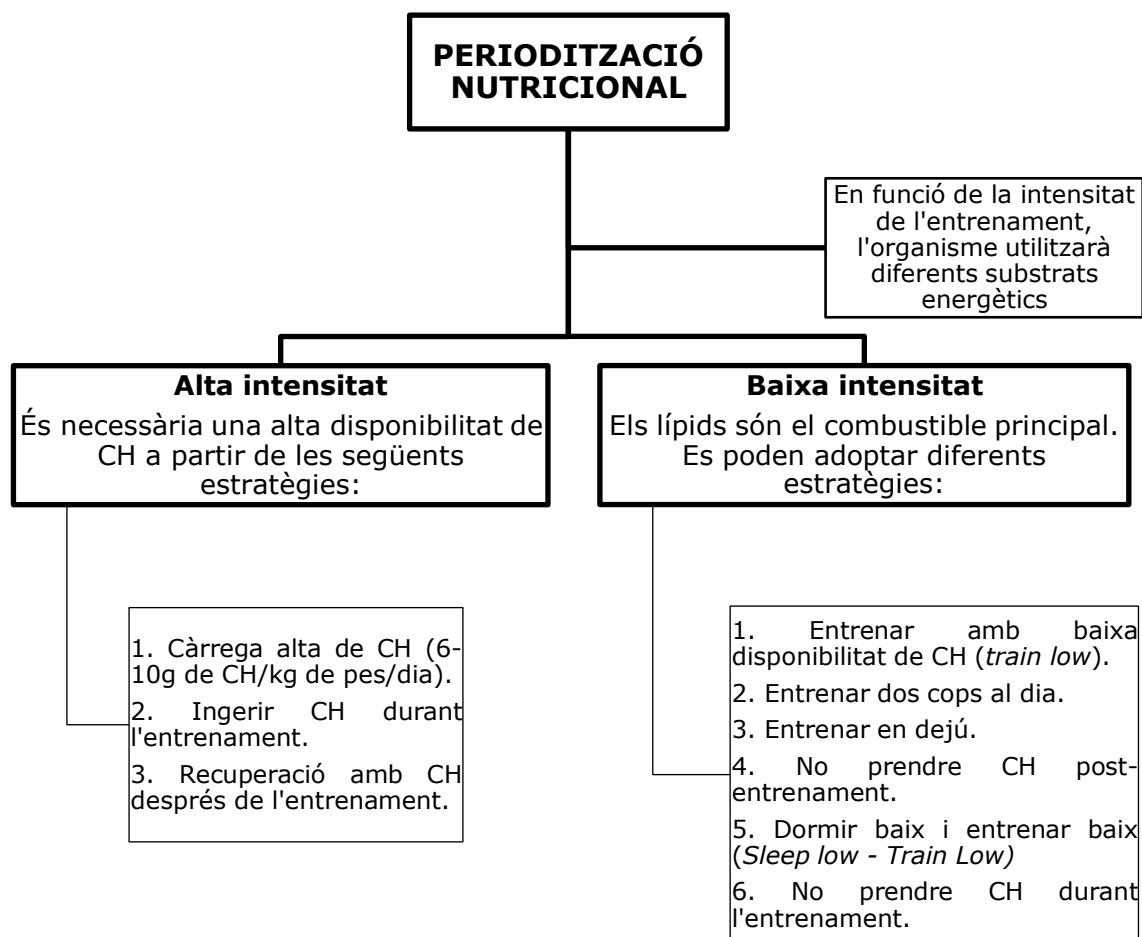 PERIODITZACIÓ
NUTRICIONAL
En funció de la intensitat
de l'entrenament,
l'organisme utilitzarà
diferents substrats
energètics
Alta intensitat
És necessària una alta disponibilitat de
CH a partir de les següents
estratègies:
Baixa intensitat
Els lípids són el combustible principal.
Es poden adoptar diferents
estratègies:
1. Càrrega alta de CH (6-
10g de CH/kg de pes/dia).
2. Ingerir CH durant
l'entrenament.
3. Recuperació amb CH
després de l'entrenament.
1. Entrenar amb baixa
disponibilitat de CH (train low).
2. Entrenar dos cops al dia.
3. Entrenar en dejú.
4. No prendre CH post-
entrenament.
5. Dormir baix i entrenar baix
(Sleep low - Train Low)
6. No prendre CH durant
l'entrenament.